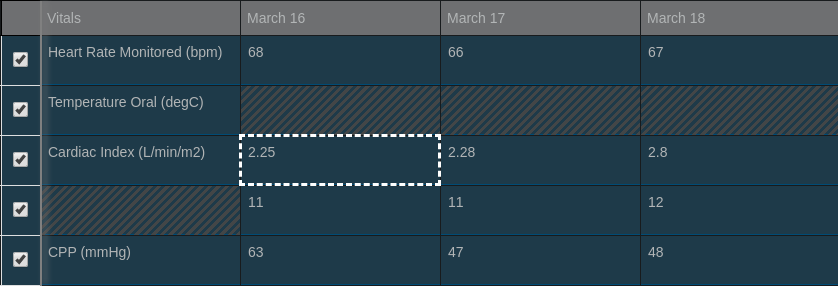 Vitals March 16 March 17 March 18
Heart Rate Monitored (bpm) 68 66 67
Temperature Oral (degC)
Cardiac Index (L/min/m2) 2.25 2.28 2.8
11 11 12
CPP (mmHg) 63 47 48